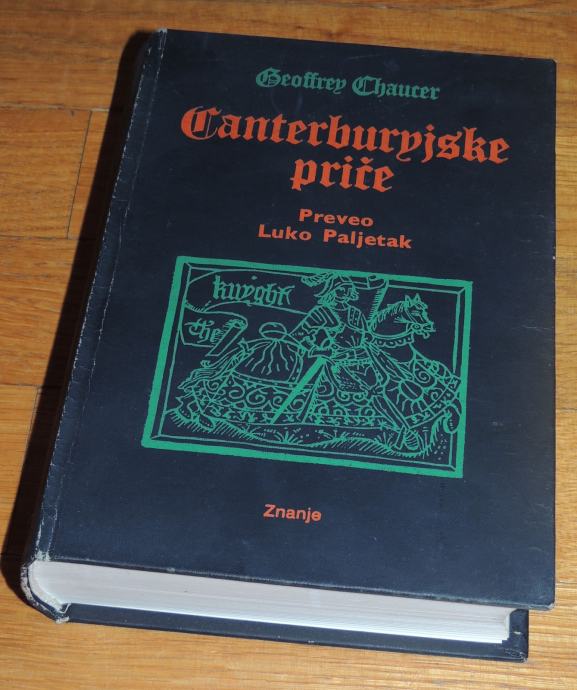 Geoffrey Chaucer
Canterburyjske
priče
Preveo
Luko Paljetak
knyght
the
Znanje